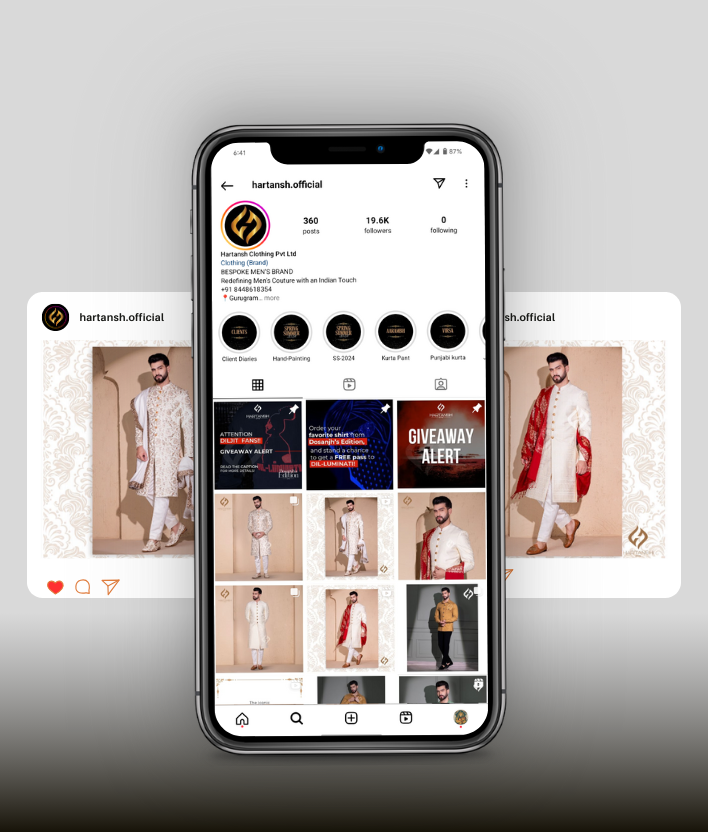 6:41
87%
hartansh.official
360
19.6K
0
posts
followers
following
Hartansh Clothing Pvt Ltd
Clothing (Brand)
BESPOKE MEN'S BRAND
Redefining Men's Couture with an Indian Touch
+91 8448618354
Gurugram... more
CLIENTS
SPRING
SUMMER
SPRING
SUMMER
Client Diaries
Hand-Painting
SS-2024
Kurta Pant
Punjabi kurta
hartansh.official
sh.official
HARTANSH
ATTENTION
DILJIT FANS!
GIVEAWAY ALERT
READ THE CAPTION
FOR MORE DETAILS
Order your
favorite shirt from
Dosanjh's Edition,
and stand a chance
to get a FREE pass to
DIL-LUMINATI!
HARTANSH
GIVEAWAY
ALERT
The iconic